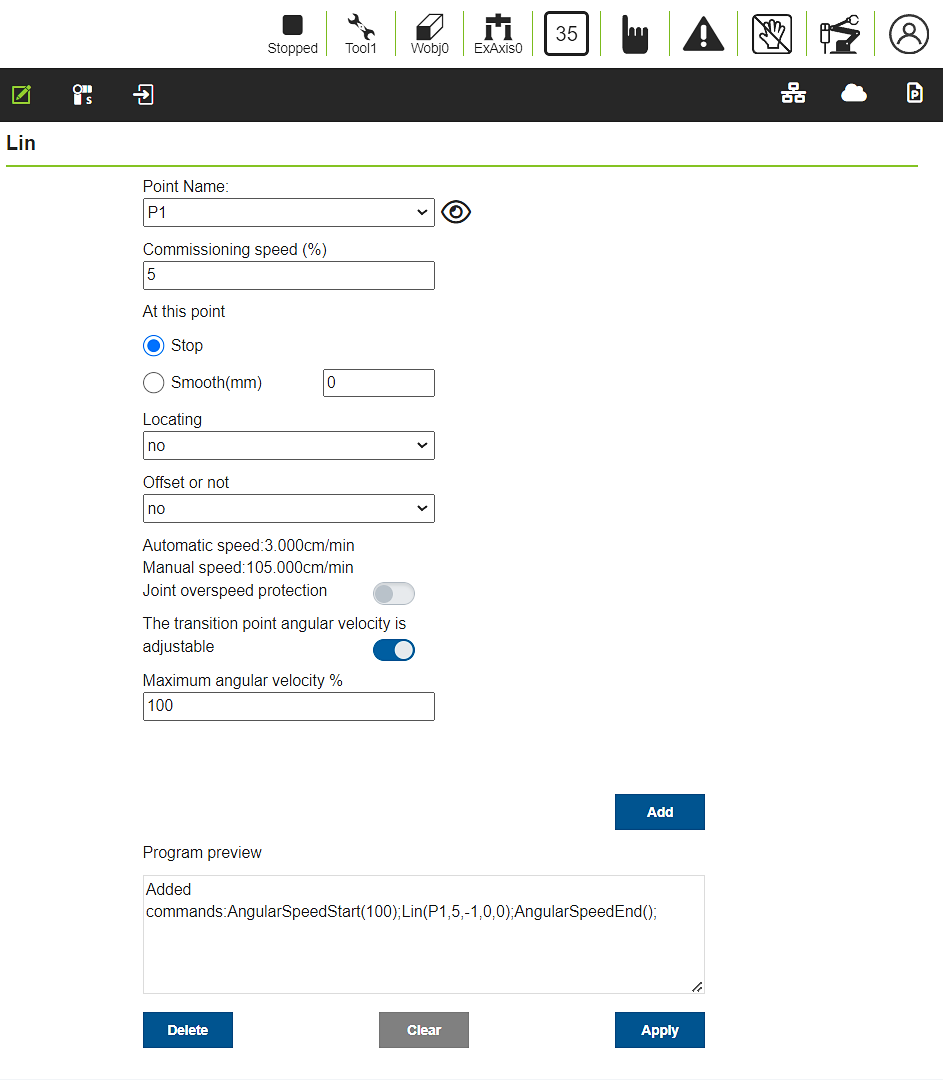 Stopped
Tool1
Wobj0
ExAxis0
35
S
P
Lin
Point Name:
P1
Commissioning speed (%)
5
At this point
Stop
Smooth(mm)
0
Locating
no
Offset or not
no
Automatic speed:3.000cm/min
Manual speed:105.000cm/min
Joint overspeed protection
The transition point angular velocity is
adjustable
Maximum angular velocity %
100
Add
Program preview
Added
commands:AngularSpeedStart(100);Lin(P1,5,-1,0,0);AngularSpeedEnd();
Delete
Clear
Apply